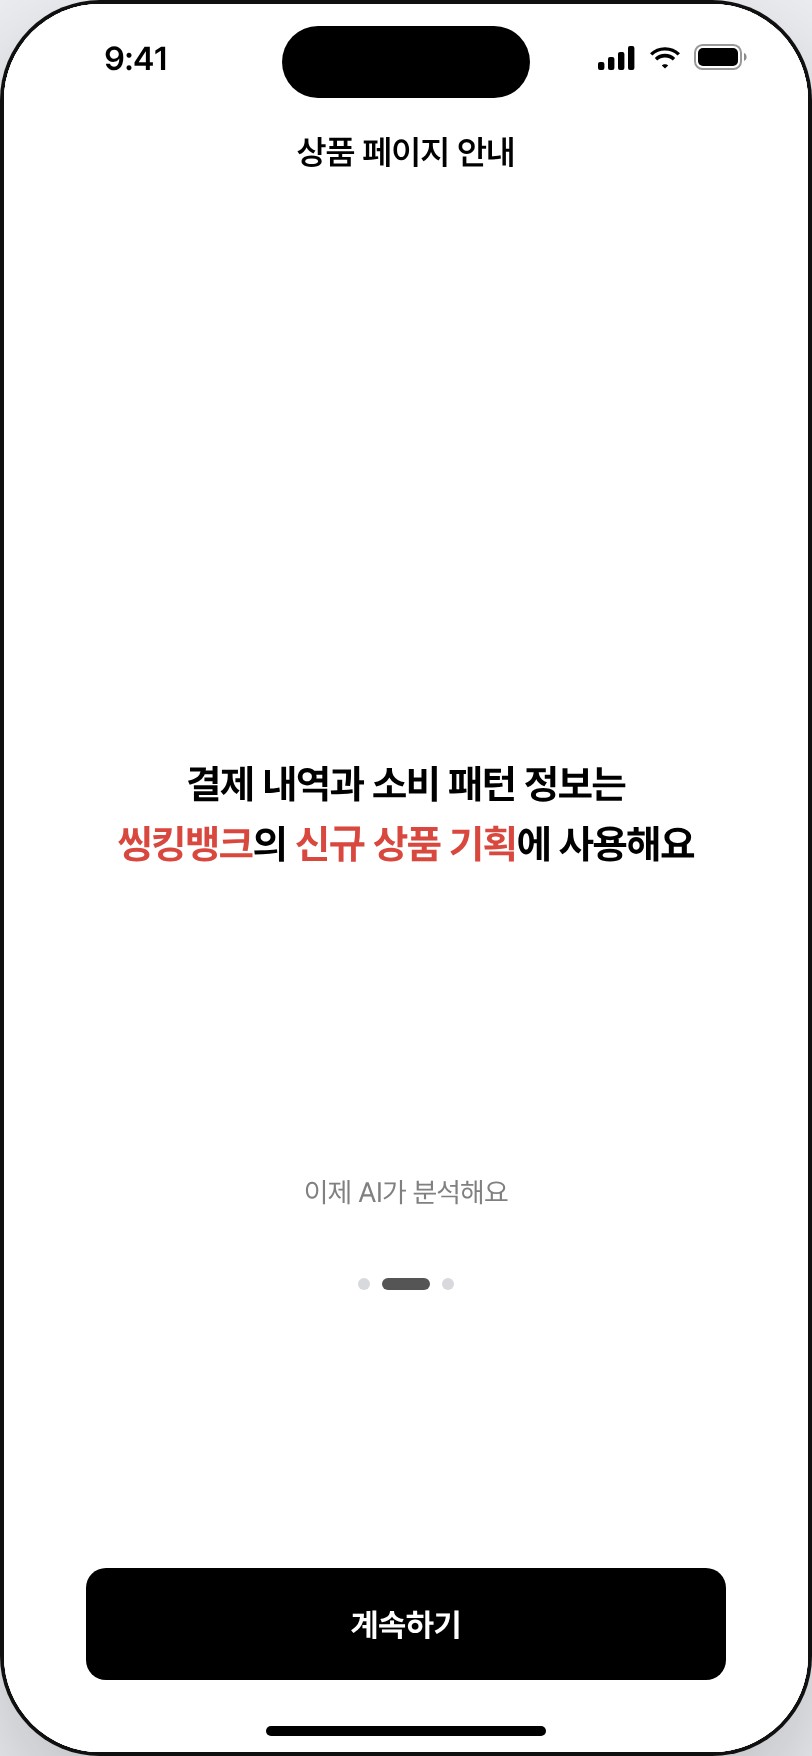 9:41
상품 페이지 안내
결제 내역과 소비 패턴 정보는
씽킹뱅크의 신규 상품 기획에 사용해요
이제 AI가 분석해요
계속하기